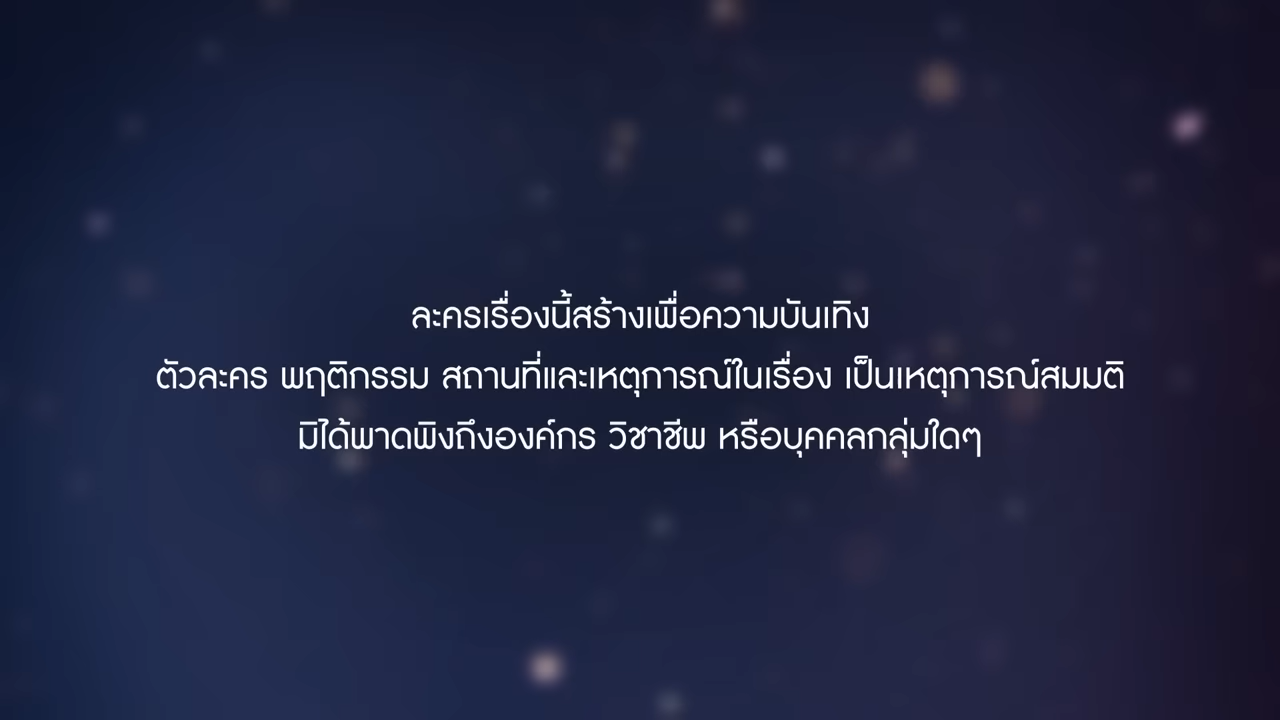 ละครเรื่องนี้สร้างเพื่อความบันเทิง
ตัวละคร พฤติกรรม สถานที่และเหตุการณ์ในเรื่อง เป็นเหตุการณ์สมมติ
มิได้พาดพิงถึงองค์กร วิชาชีพ หรือบุคคลกลุ่มใดๆ